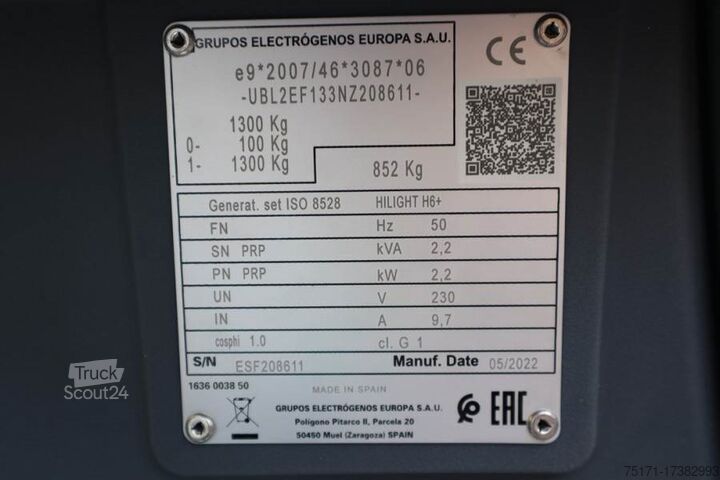 GRUPOS ELECTRÓGENOS EUROPA S.A.U.
CE
e9*2007/46*3087*06
-UBL2EF133NZ208611-
1300 Kg
0- 100 Kg
1- 1300 Kg
852 Kg
Generat. set ISO 8528 HILIGHT H6+
FN Hz 50
SN PRP kVA 2,2
PN PRP kW 2,2
UN V 230
IN A 9,7
cosphi 1.0 cl. G 1
S/N ESF208611 Manuf. Date 05/2022
1636 0038 50
MADE IN SPAIN
GRUPOS ELECTRÓGENOS EUROPA S.A.U.
Polígono Pitarco II, Parcela 20
50450 Muel (Zaragoza) SPAIN
EAC
Truck
Scout24
75171-17382992